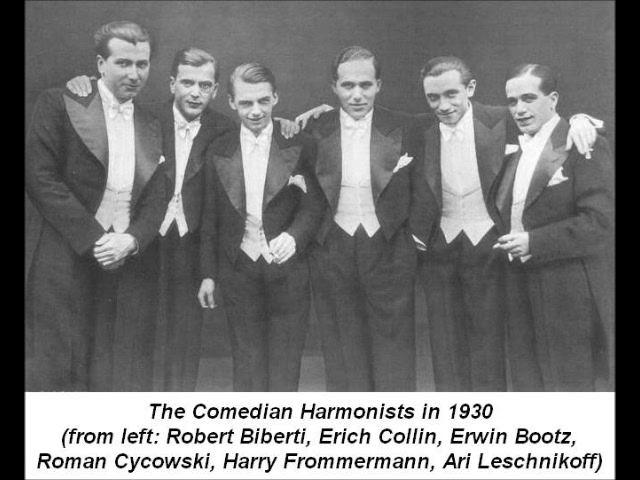 The Comedian Harmonists in 1930
(from left: Robert Biberti, Erich Collin, Erwin Bootz,
Roman Cycowski, Harry Frommermann, Ari Leschnikoff)